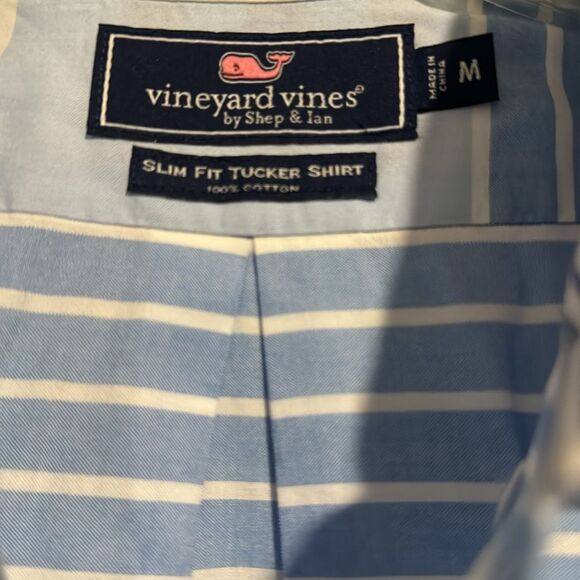 vineyard vines®
by Shep & Ian
MADE IN
CHINA
M
SLIM FIT TUCKER SHIRT
100% COTTON